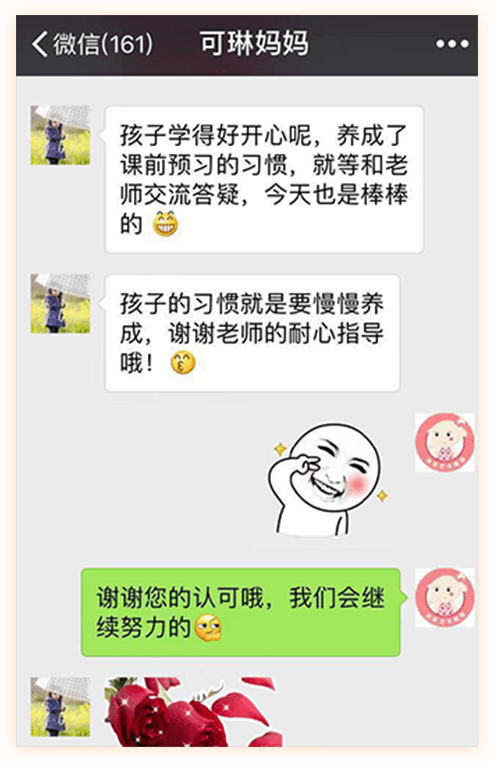 微信(161)
可琳妈妈
孩子学得好开心呢，养成了
课前预习的习惯，就等和老
师交流答疑，今天也是棒棒
的
孩子的习惯就是要慢慢养
成，谢谢老师的耐心指导
哦！
谢谢您的认可哦，我们会继
续努力的